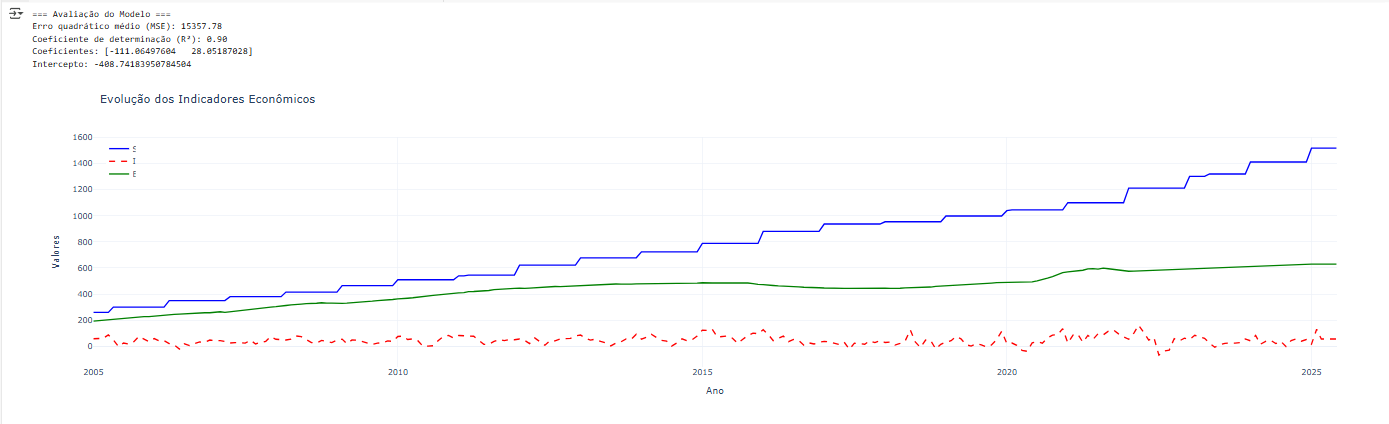 === Avaliação do Modelo ===
Erro quadrático médio (MSE): 15357.78
Coeficiente de determinação (R²): 0.90
Coeficientes: [-111.06497604   28.05187028]
Intercepto: -408.74183950784504
Evolução dos Indicadores Econômicos
1600
1400
1200
1000
800
600
400
200
0
Valores
S
I
E
2005
2010
2015
2020
2025
Ano